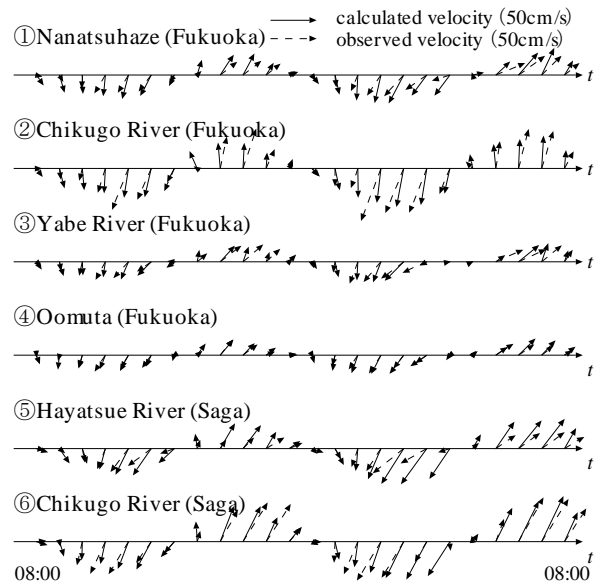 calculated velocity (50cm/s)
①Nanatsuhaze (Fukuoka)
observed velocity (50cm/s)
t
②Chikugo River (Fukuoka)
t
③Yabe River (Fukuoka)
t
④Oomuta (Fukuoka)
t
⑤Hayatsue River (Saga)
t
⑥Chikugo River (Saga)
t
08:00
08:00